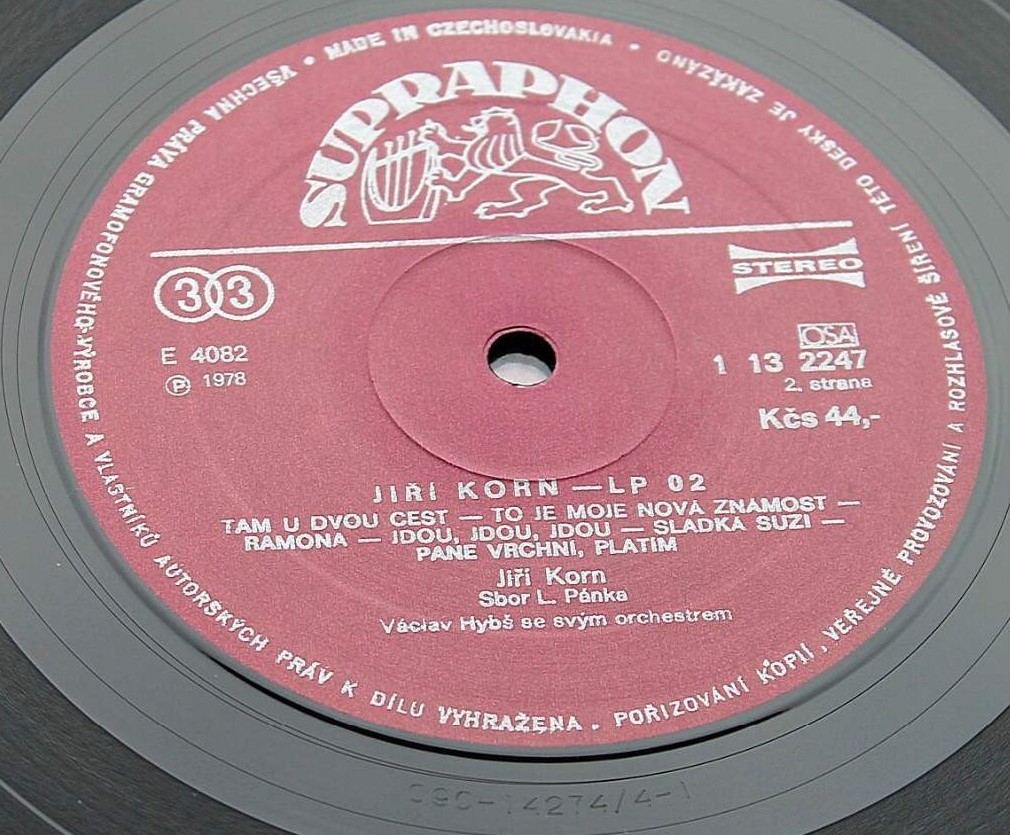 MADE IN CZECHOSLOVAKIA •
VŠECHNA PRÁVA GRAMOFONOVÉHO VÝROBCE A VLASTNÍKŮ AUTORSKÝCH PRÁV K DÍLU VYHRAŽENA . POŘIZOVÁNÍ KOPIÍ , VEŘEJNÉ PROVOZOVÁNÍ A ROZHLASOVÉ ŠÍŘENÍ TÉTO DESKY JE ZAKÁZÁNO •
SUPRAPHON
33
STEREO
E 4082
Ⓟ 1978
OSA
1 13 2247
2. strana
Kčs 44,-
JIŘÍ KORN — LP 02
TAM U DVOU CEST — TO JE MOJE NOVÁ ZNÁMOST —
RAMONA — JDOU, JDOU, JDOU — SLADKÁ SUZI —
PANE VRCHNÍ, PLATÍM
Jiří Korn
Sbor L. Pánka
Václav Hybš se svým orchestrem